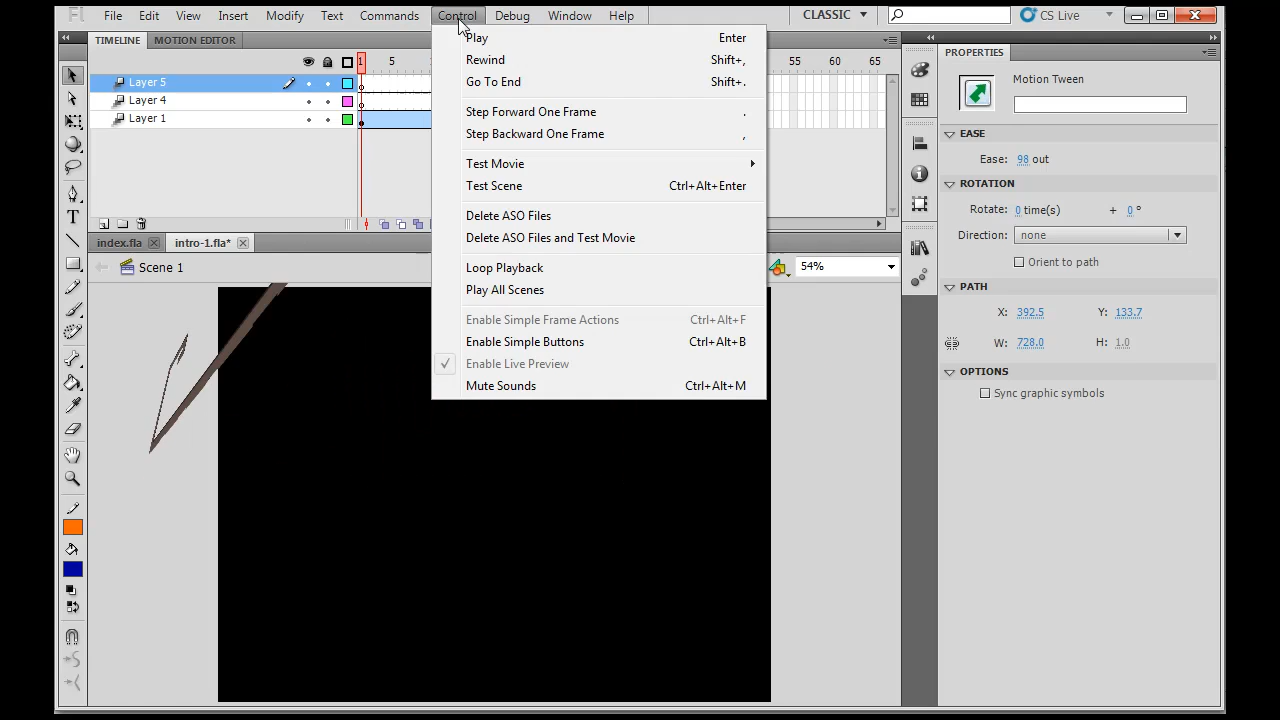 Fl File Edit View Insert Modify Text Commands Control Debug Window Help CLASSIC CS Live
TIMELINE MOTION EDITOR
1 5 55 60 65
Layer 5
Layer 4
Layer 1
Play Enter
Rewind Shift+,
Go To End Shift+.
Step Forward One Frame .
Step Backward One Frame ,
Test Movie
Test Scene Ctrl+Alt+Enter
Delete ASO Files
Delete ASO Files and Test Movie
Loop Playback
Play All Scenes
Enable Simple Frame Actions Ctrl+Alt+F
Enable Simple Buttons Ctrl+Alt+B
Enable Live Preview
Mute Sounds Ctrl+Alt+M
index.fla intro-1.fla*
Scene 1 54%
PROPERTIES
Motion Tween
EASE
Ease: 98 out
ROTATION
Rotate: 0 time(s) + 0 °
Direction: none
Orient to path
PATH
X: 392.5 Y: 133.7
W: 728.0 H: 1.0
OPTIONS
Sync graphic symbols